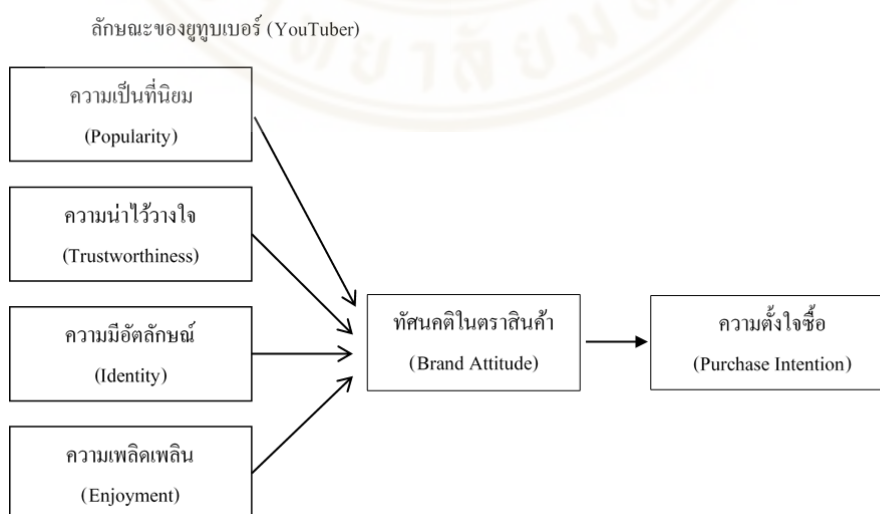 ลักษณะของยูทูบเบอร์ (YouTuber)
ความเป็นที่นิยม
(Popularity)
ความน่าไว้วางใจ
(Trustworthiness)
ความมีอัตลักษณ์
(Identity)
ความเพลิดเพลิน
(Enjoyment)
ทัศนคติในตราสินค้า
(Brand Attitude)
ความตั้งใจซื้อ
(Purchase Intention)